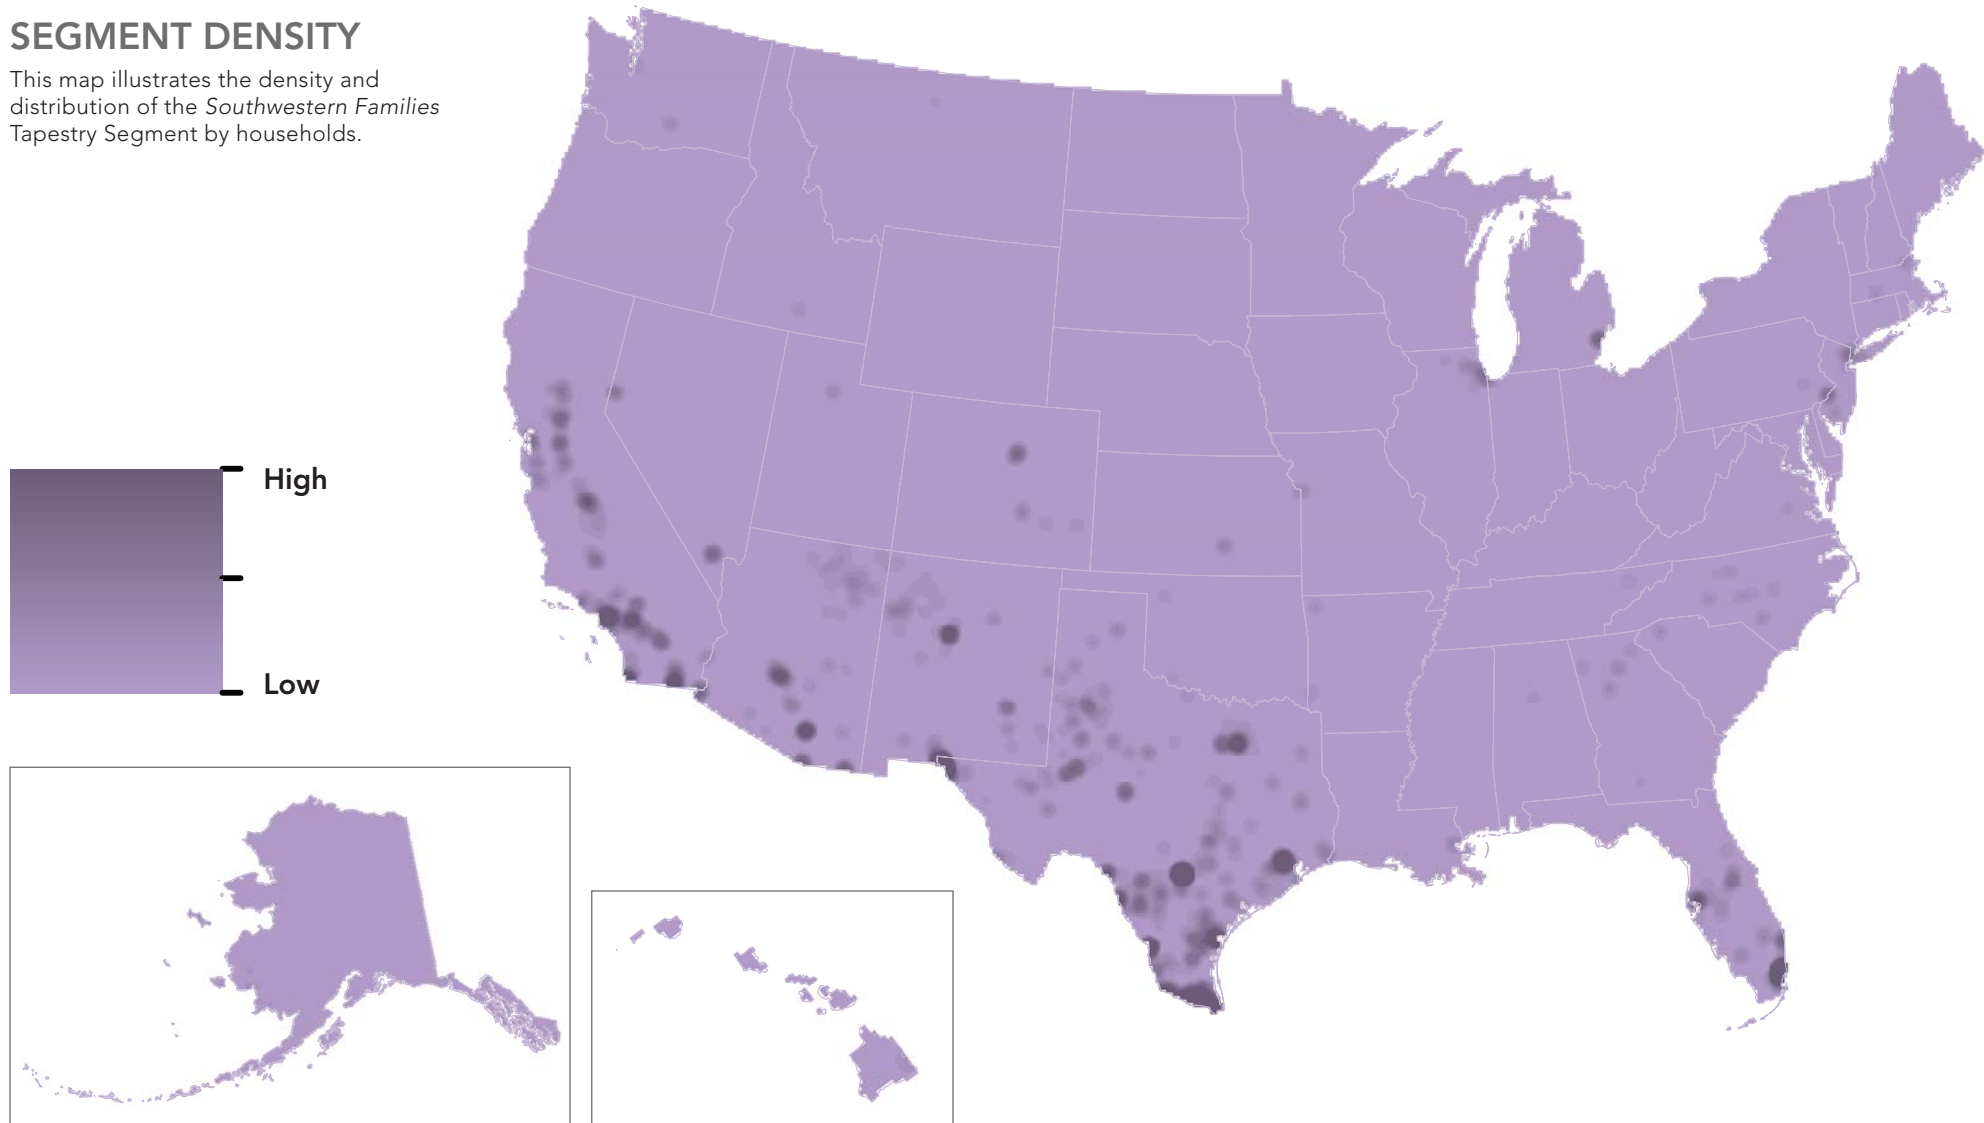 SEGMENT DENSITY
This map illustrates the density and
distribution of the Southwestern Families
Tapestry Segment by households.
High
Low